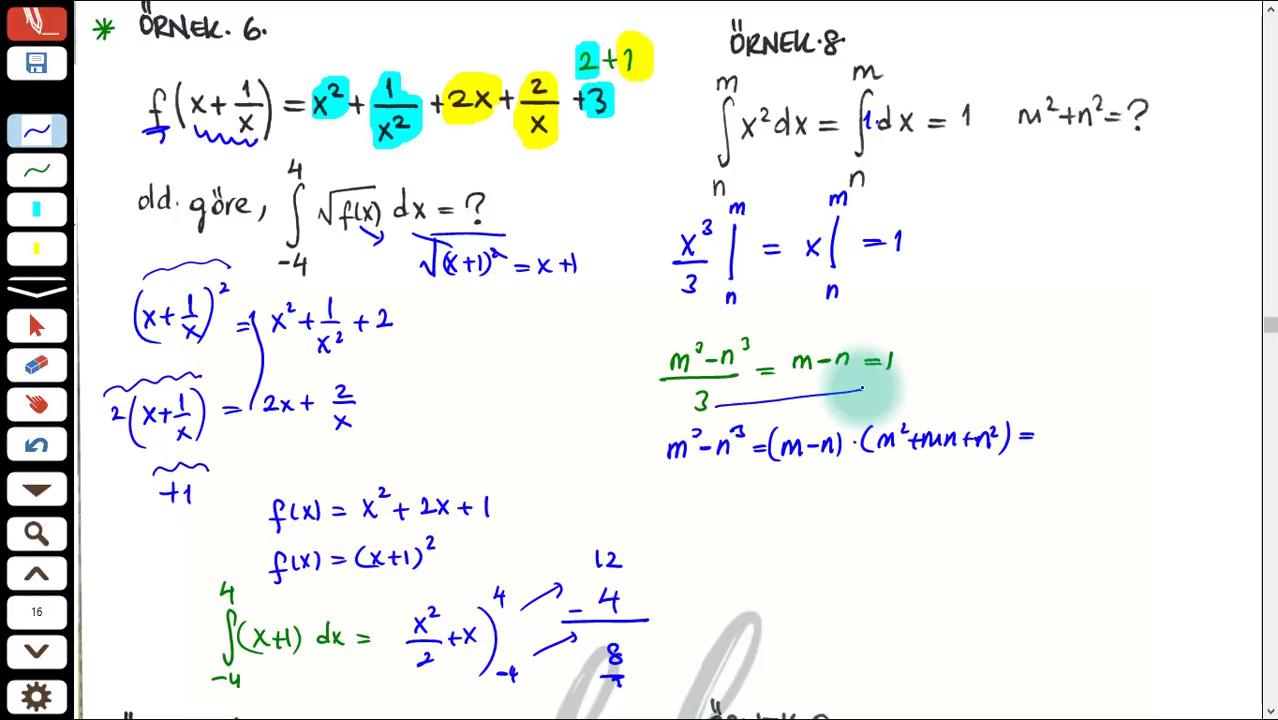 * ÖRNEK. 6.
2+1
f(x + 1/x) = x² + 1/x² + 2x + 2/x + 3
old. göre, ∫₋₄⁴ √f(x) dx = ?
√(x+1)² = x+1
(x + 1/x)² = x² + 1/x² + 2
2(x + 1/x) = 2x + 2/x
+1
f(x) = x² + 2x + 1
f(x) = (x+1)²
∫₋₄⁴ (x+1) dx = x²/2 + x )₋₄⁴
12
- 4
8
ÖRNEK.8.
∫ₙᵐ x²dx = ∫ₙᵐ 1.dx = 1 m²+n²=?
x³/3 |ₙᵐ = x |ₙᵐ = 1
(m³-n³)/3 = m-n = 1
m³-n³ = (m-n).(m²+mn+n²) =
16